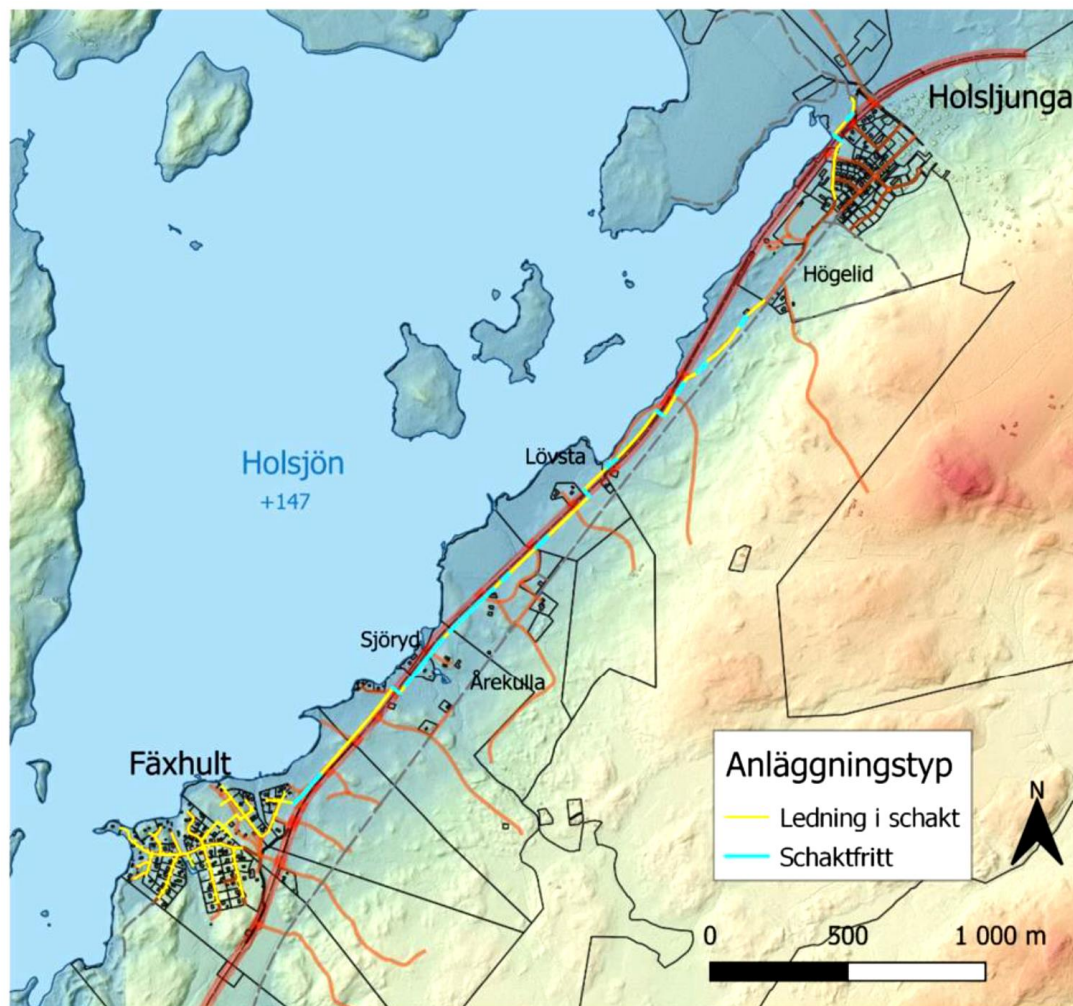 Holsljunga
Högelid
Holsjön
+147
Lövsta
Sjöryd
Årekulla
Fäxhult
Anläggningstyp
Ledning i schakt
Schaktfritt
N
0 500 1 000 m